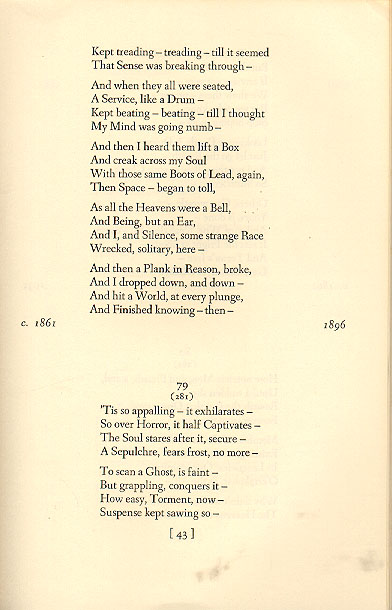 Kept treading – treading – till it seemed
That Sense was breaking through –
And when they all were seated,
A Service, like a Drum –
Kept beating – beating – till I thought
My Mind was going numb –
And then I heard them lift a Box
And creak across my Soul
With those same Boots of Lead, again,
Then Space – began to toll,
As all the Heavens were a Bell,
And Being, but an Ear,
And I, and Silence, some strange Race
Wrecked, solitary, here –
And then a Plank in Reason, broke,
And I dropped down, and down –
And hit a World, at every plunge,
And Finished knowing – then –
c. 1861
1896
79
(281)
'Tis so appalling – it exhilarates –
So over Horror, it half Captivates –
The Soul stares after it, secure –
A Sepulchre, fears frost, no more –
To scan a Ghost, is faint –
But grappling, conquers it –
How easy, Torment, now –
Suspense kept sawing so –
[ 43 ]